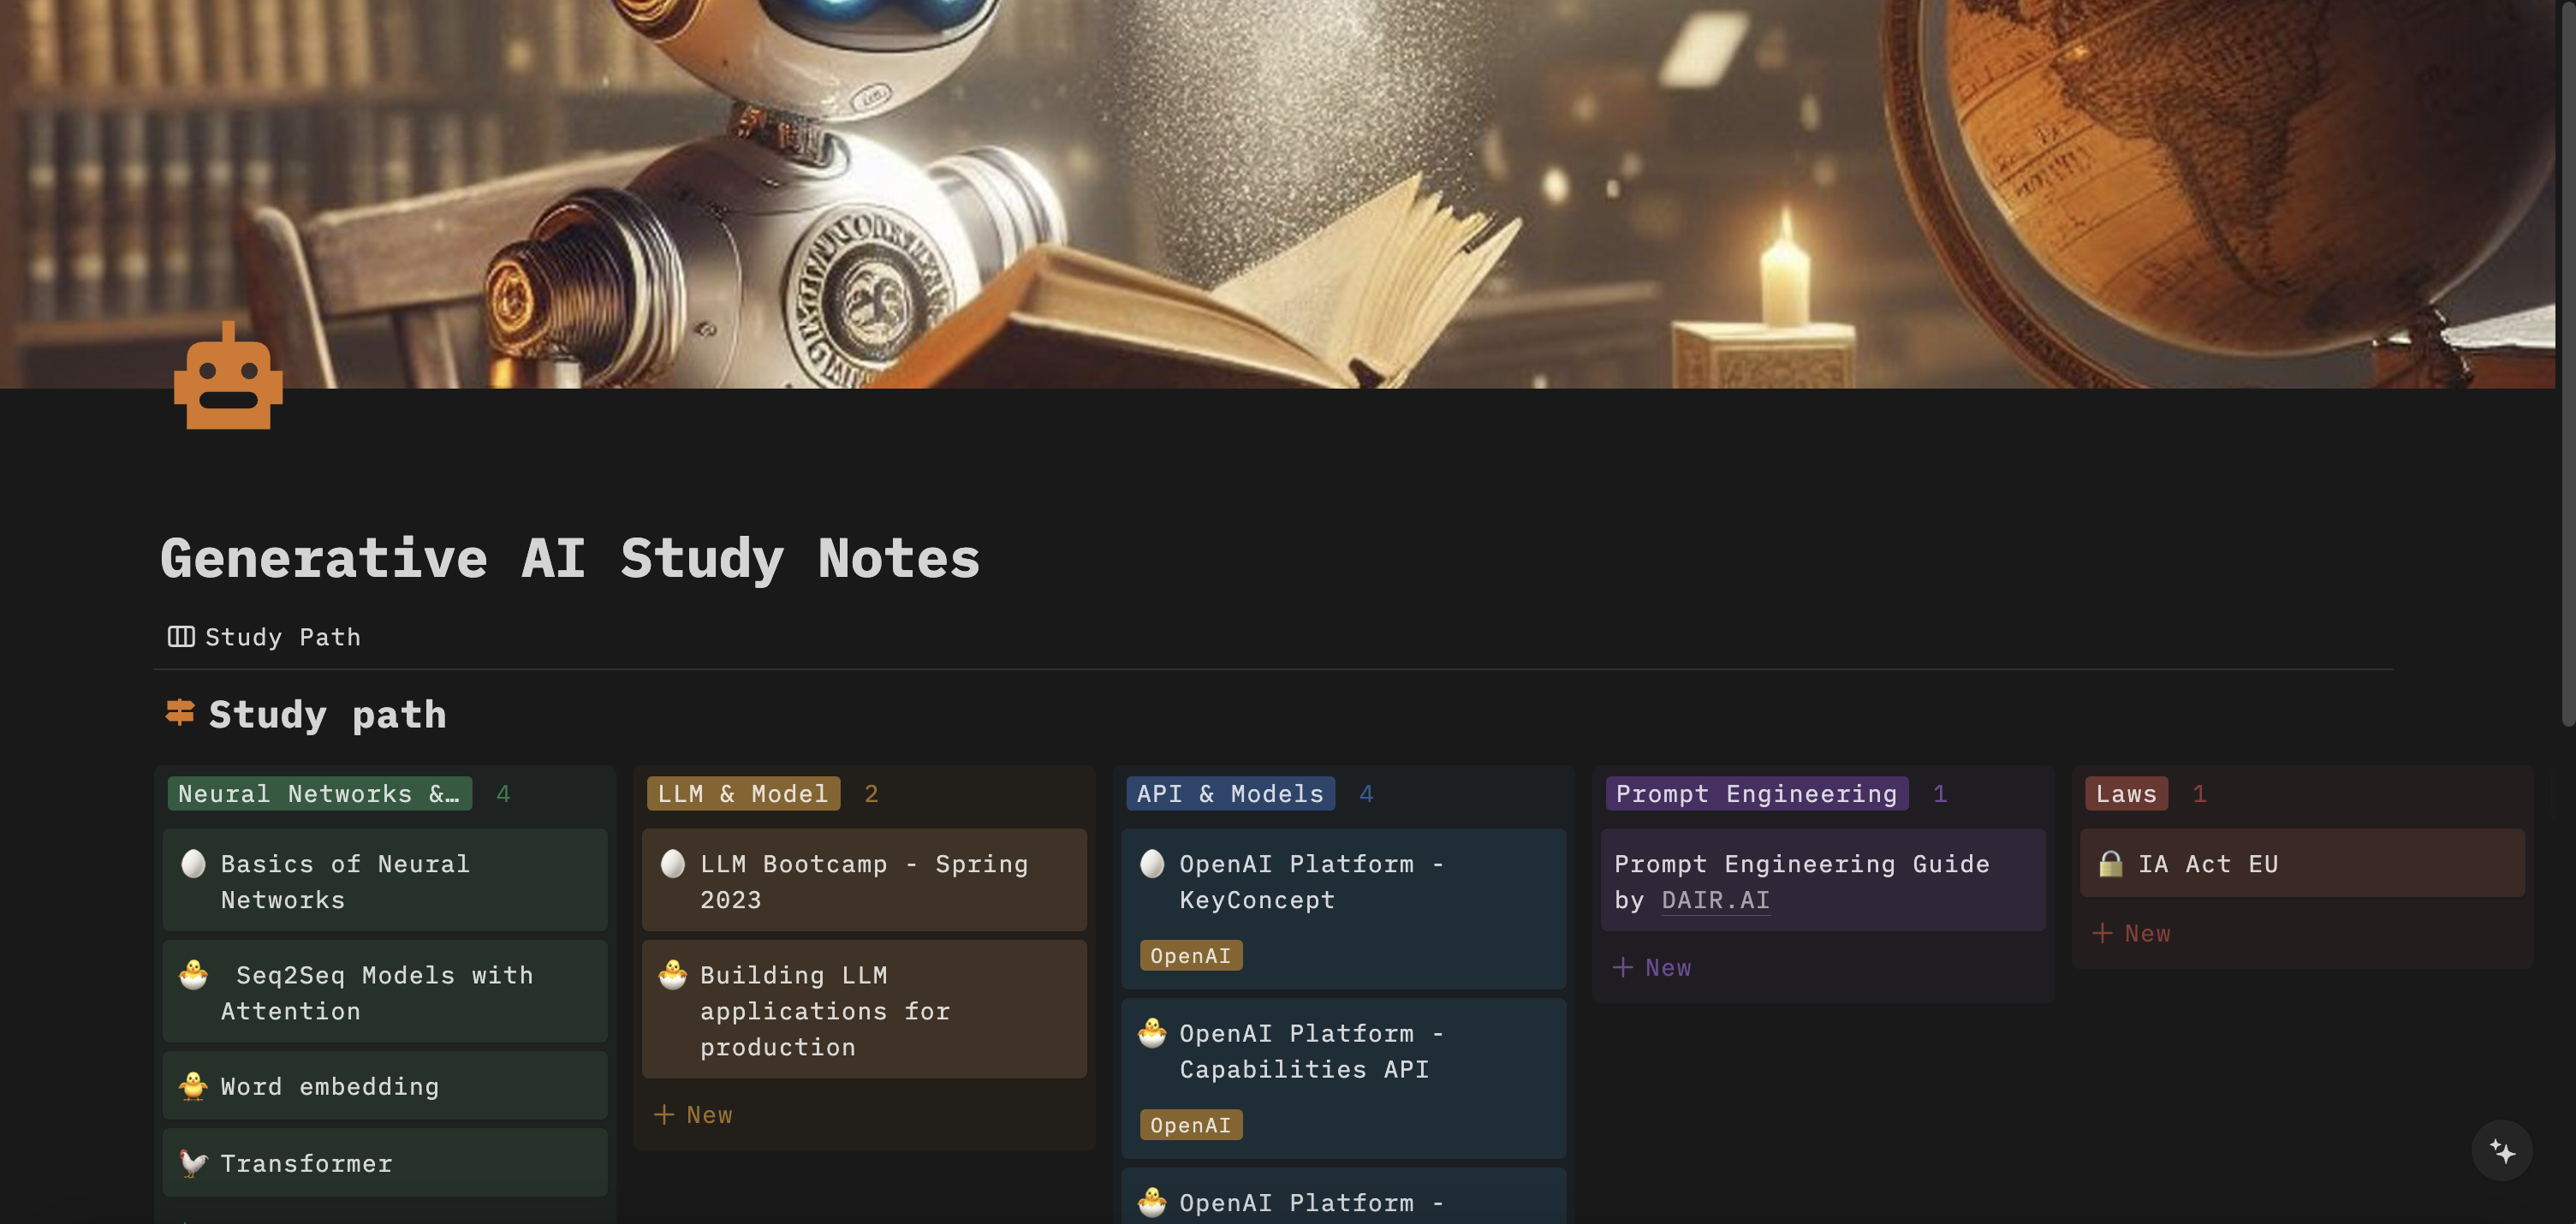 Generative AI Study Notes
Study Path
Study path
Neural Networks &… 4
Basics of Neural
Networks
Seq2Seq Models with
Attention
Word embedding
Transformer
LLM & Model 2
LLM Bootcamp - Spring
2023
Building LLM
applications for
production
+ New
API & Models 4
OpenAI Platform -
KeyConcept
OpenAI
OpenAI Platform -
Capabilities API
OpenAI
OpenAI Platform -
Prompt Engineering 1
Prompt Engineering Guide
by DAIR.AI
+ New
Laws 1
IA Act EU
+ New